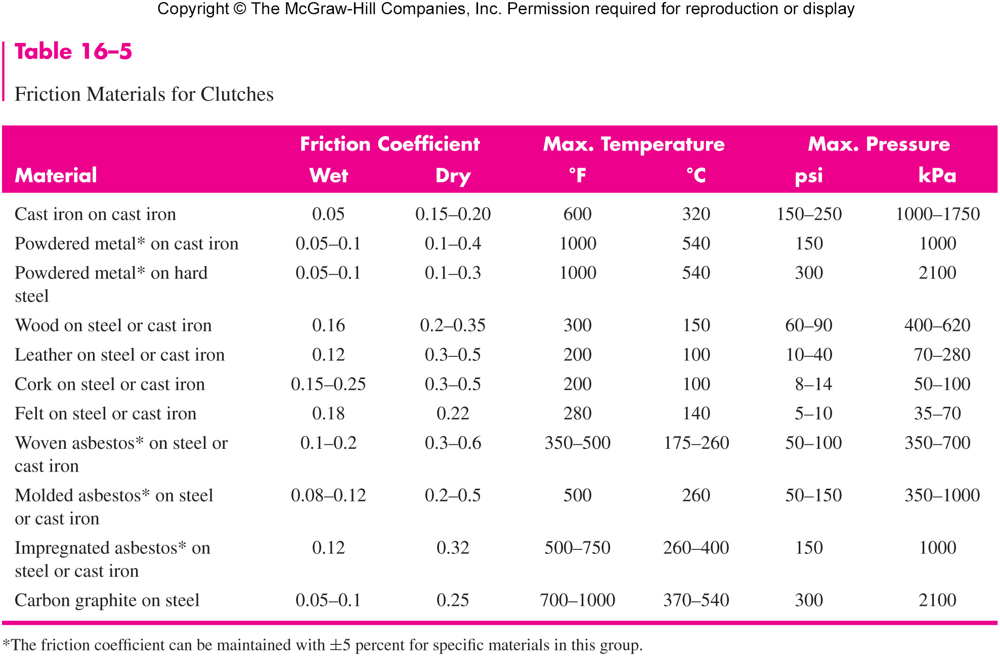 Copyright © The McGraw-Hill Companies, Inc. Permission required for reproduction or display
Table 16–5
Friction Materials for Clutches
Friction Coefficient Max. Temperature Max. Pressure
Material Wet Dry °F °C psi kPa
Cast iron on cast iron 0.05 0.15–0.20 600 320 150–250 1000–1750
Powdered metal* on cast iron 0.05–0.1 0.1–0.4 1000 540 150 1000
Powdered metal* on hard 0.05–0.1 0.1–0.3 1000 540 300 2100
steel
Wood on steel or cast iron 0.16 0.2–0.35 300 150 60–90 400–620
Leather on steel or cast iron 0.12 0.3–0.5 200 100 10–40 70–280
Cork on steel or cast iron 0.15–0.25 0.3–0.5 200 100 8–14 50–100
Felt on steel or cast iron 0.18 0.22 280 140 5–10 35–70
Woven asbestos* on steel or 0.1–0.2 0.3–0.6 350–500 175–260 50–100 350–700
cast iron
Molded asbestos* on steel 0.08–0.12 0.2–0.5 500 260 50–150 350–1000
or cast iron
Impregnated asbestos* on 0.12 0.32 500–750 260–400 150 1000
steel or cast iron
Carbon graphite on steel 0.05–0.1 0.25 700–1000 370–540 300 2100
*The friction coefficient can be maintained with ±5 percent for specific materials in this group.